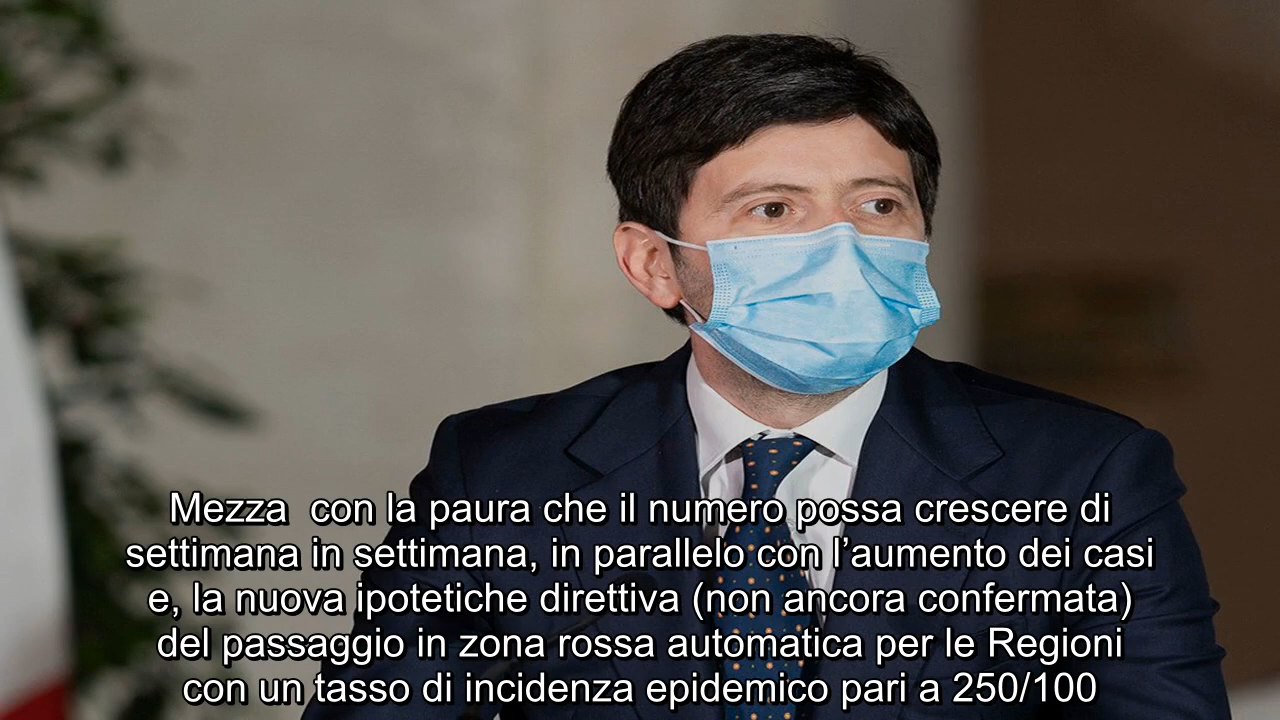 Mezza  con la paura che il numero possa crescere di
settimana in settimana, in parallelo con l’aumento dei casi
e, la nuova ipotetiche direttiva (non ancora confermata)
del passaggio in zona rossa automatica per le Regioni
con un tasso di incidenza epidemico pari a 250/100